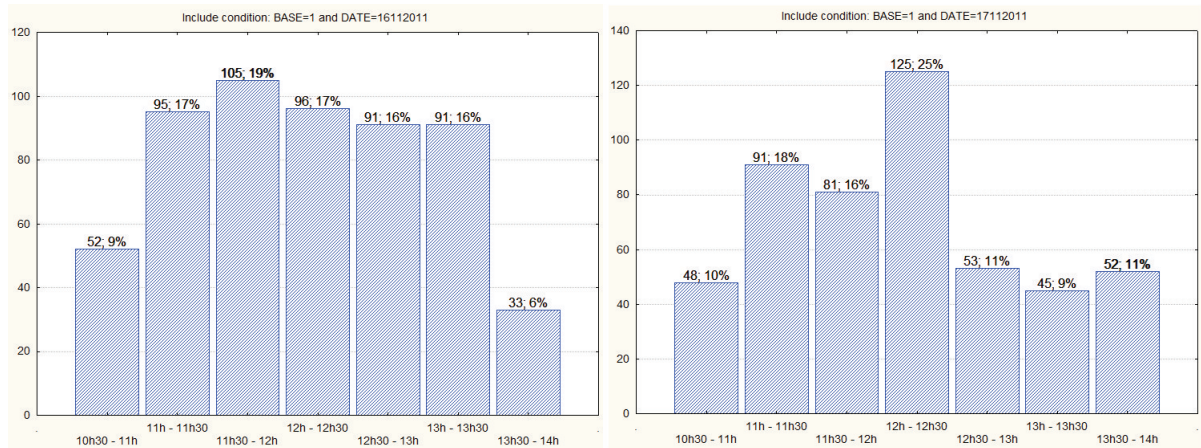 Include condition: BASE=1 and DATE=16112011
120
100
80
60
40
20
0
52; 9%
95; 17%
105; 19%
96; 17%
91; 16%
91; 16%
33; 6%
11h - 11h30
12h - 12h30
13h - 13h30
10h30 - 11h
11h30 - 12h
12h30 - 13h
13h30 - 14h
Include condition: BASE=1 and DATE=17112011
140
120
100
80
60
40
20
0
48; 10%
91; 18%
81; 16%
125; 25%
53; 11%
45; 9%
52; 11%
11h - 11h30
12h - 12h30
13h - 13h30
10h30 - 11h
11h30 - 12h
12h30 - 13h
13h30 - 14h